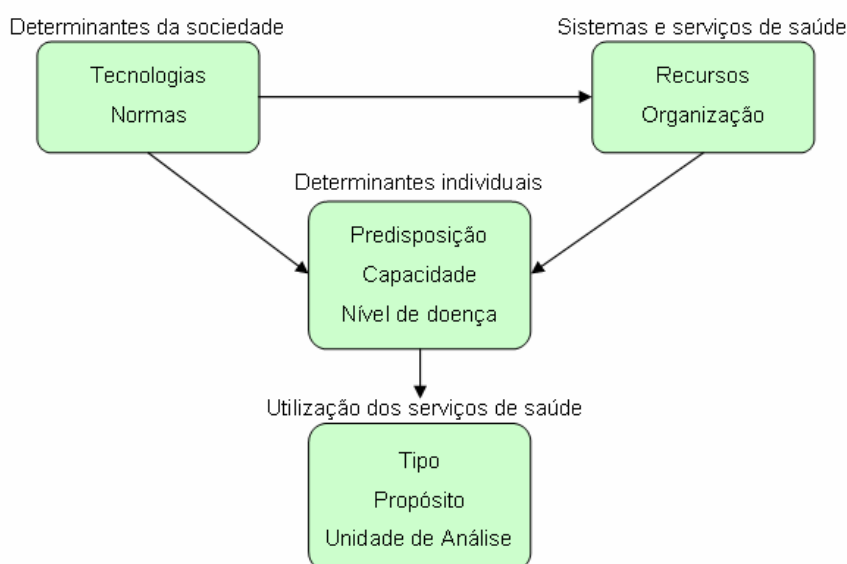 Determinantes da sociedade
Tecnologias
Normas
Sistemas e serviços de saúde
Recursos
Organização
Determinantes individuais
Predisposição
Capacidade
Nível de doença
Utilização dos serviços de saúde
Tipo
Propósito
Unidade de Análise